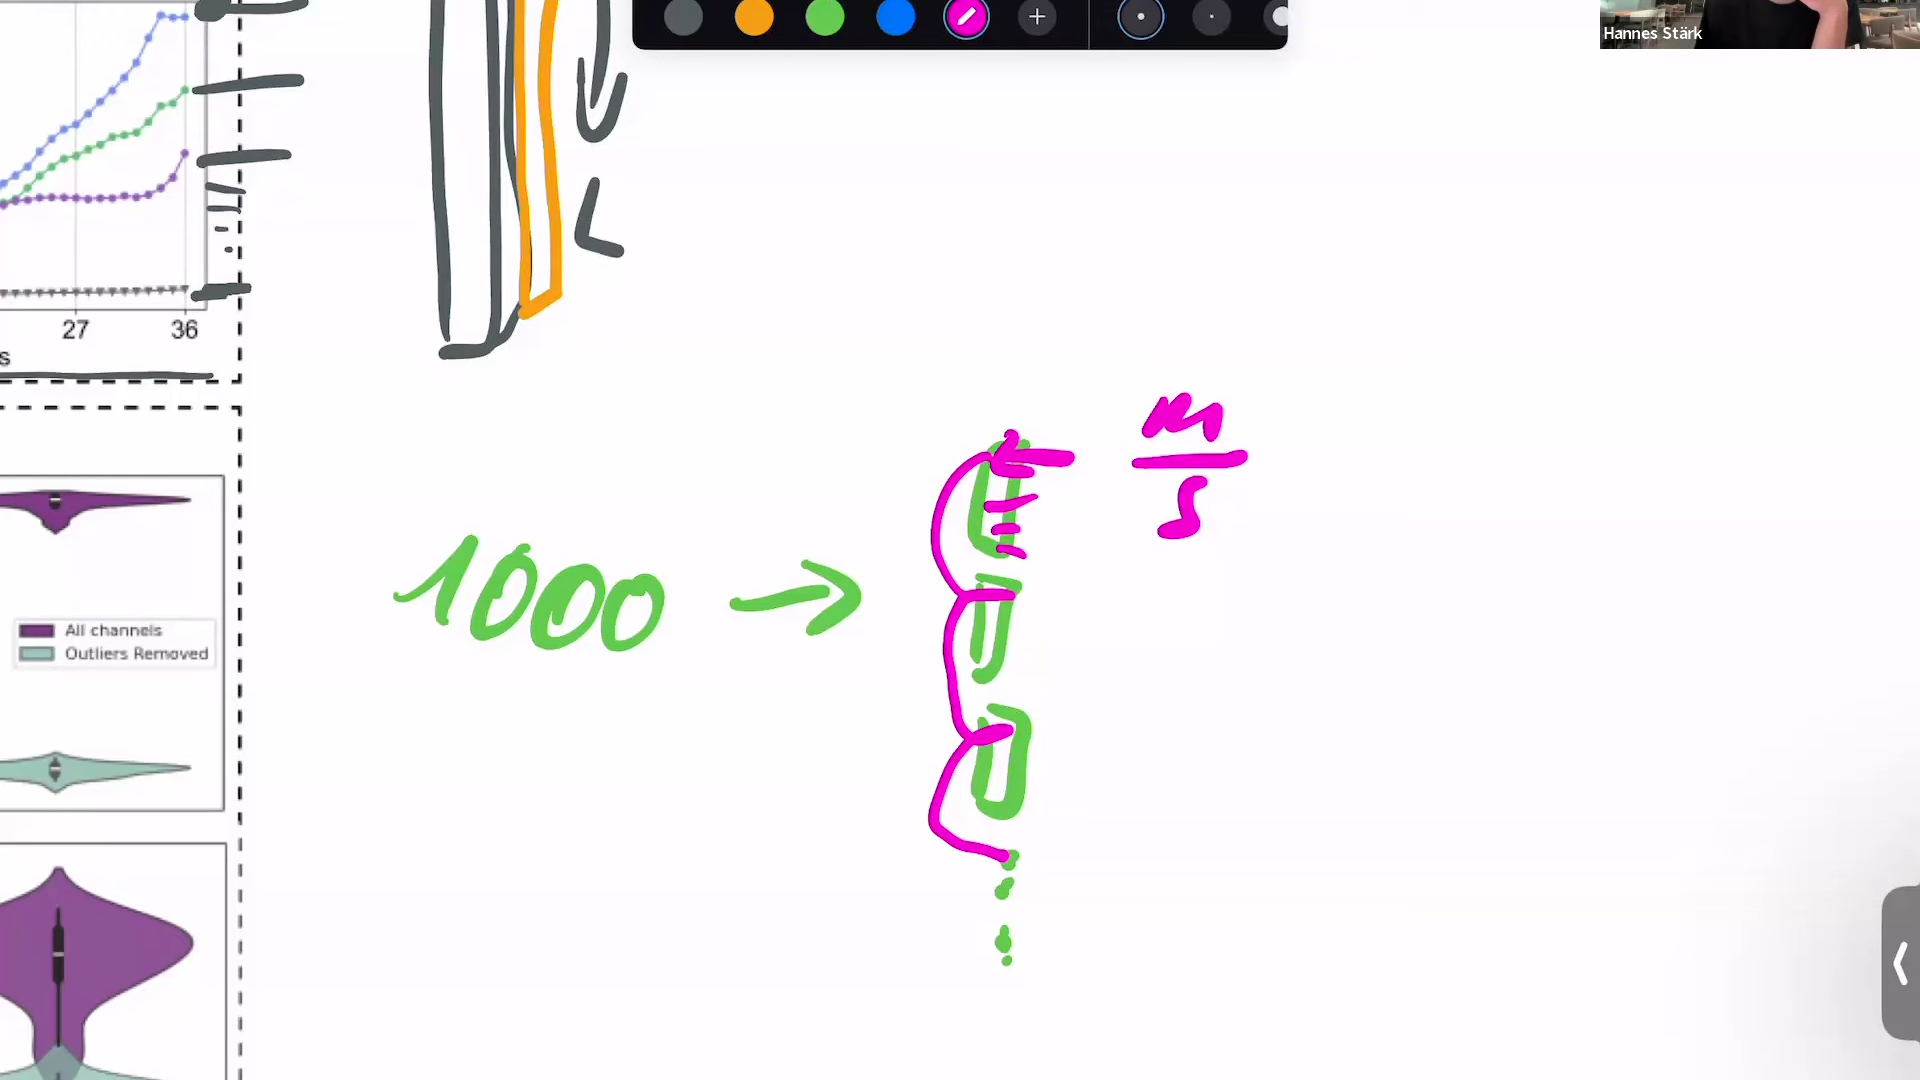 Hannes Stärk
27 36
s
m
s
1000 →
All channels
Outliers Removed